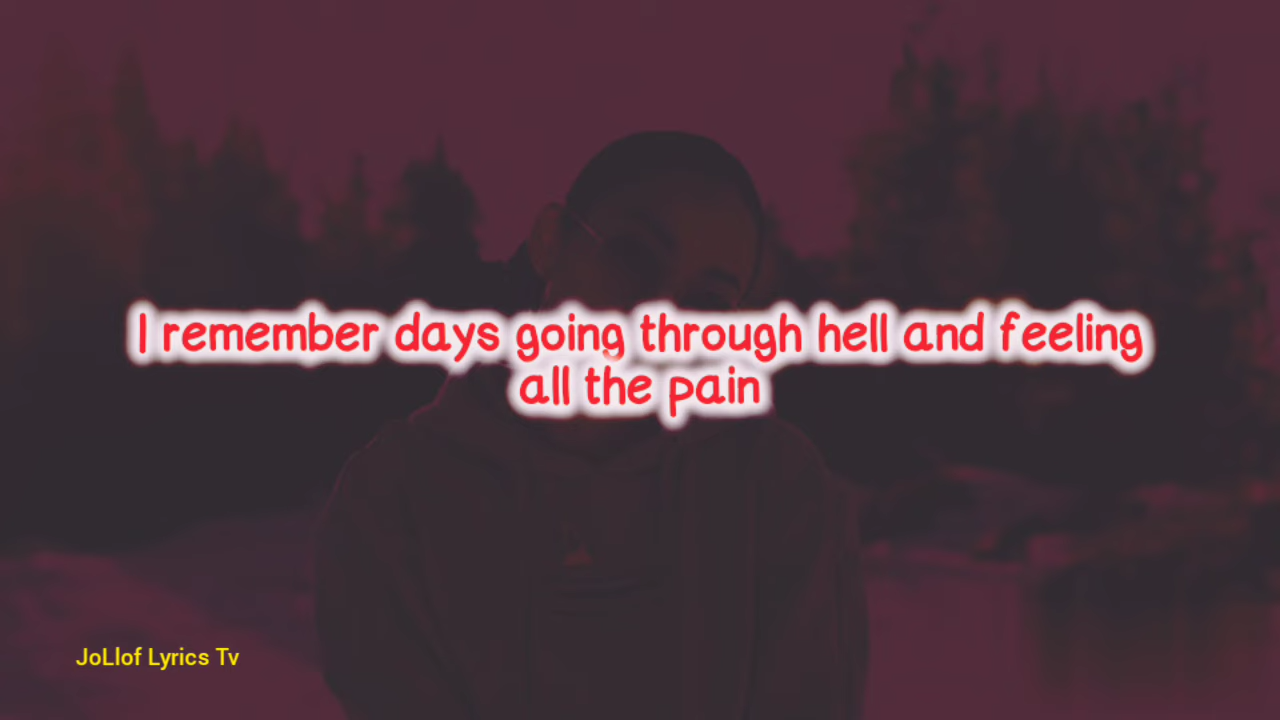 I remember days going through hell and feeling
all the pain
JoLlof Lyrics Tv